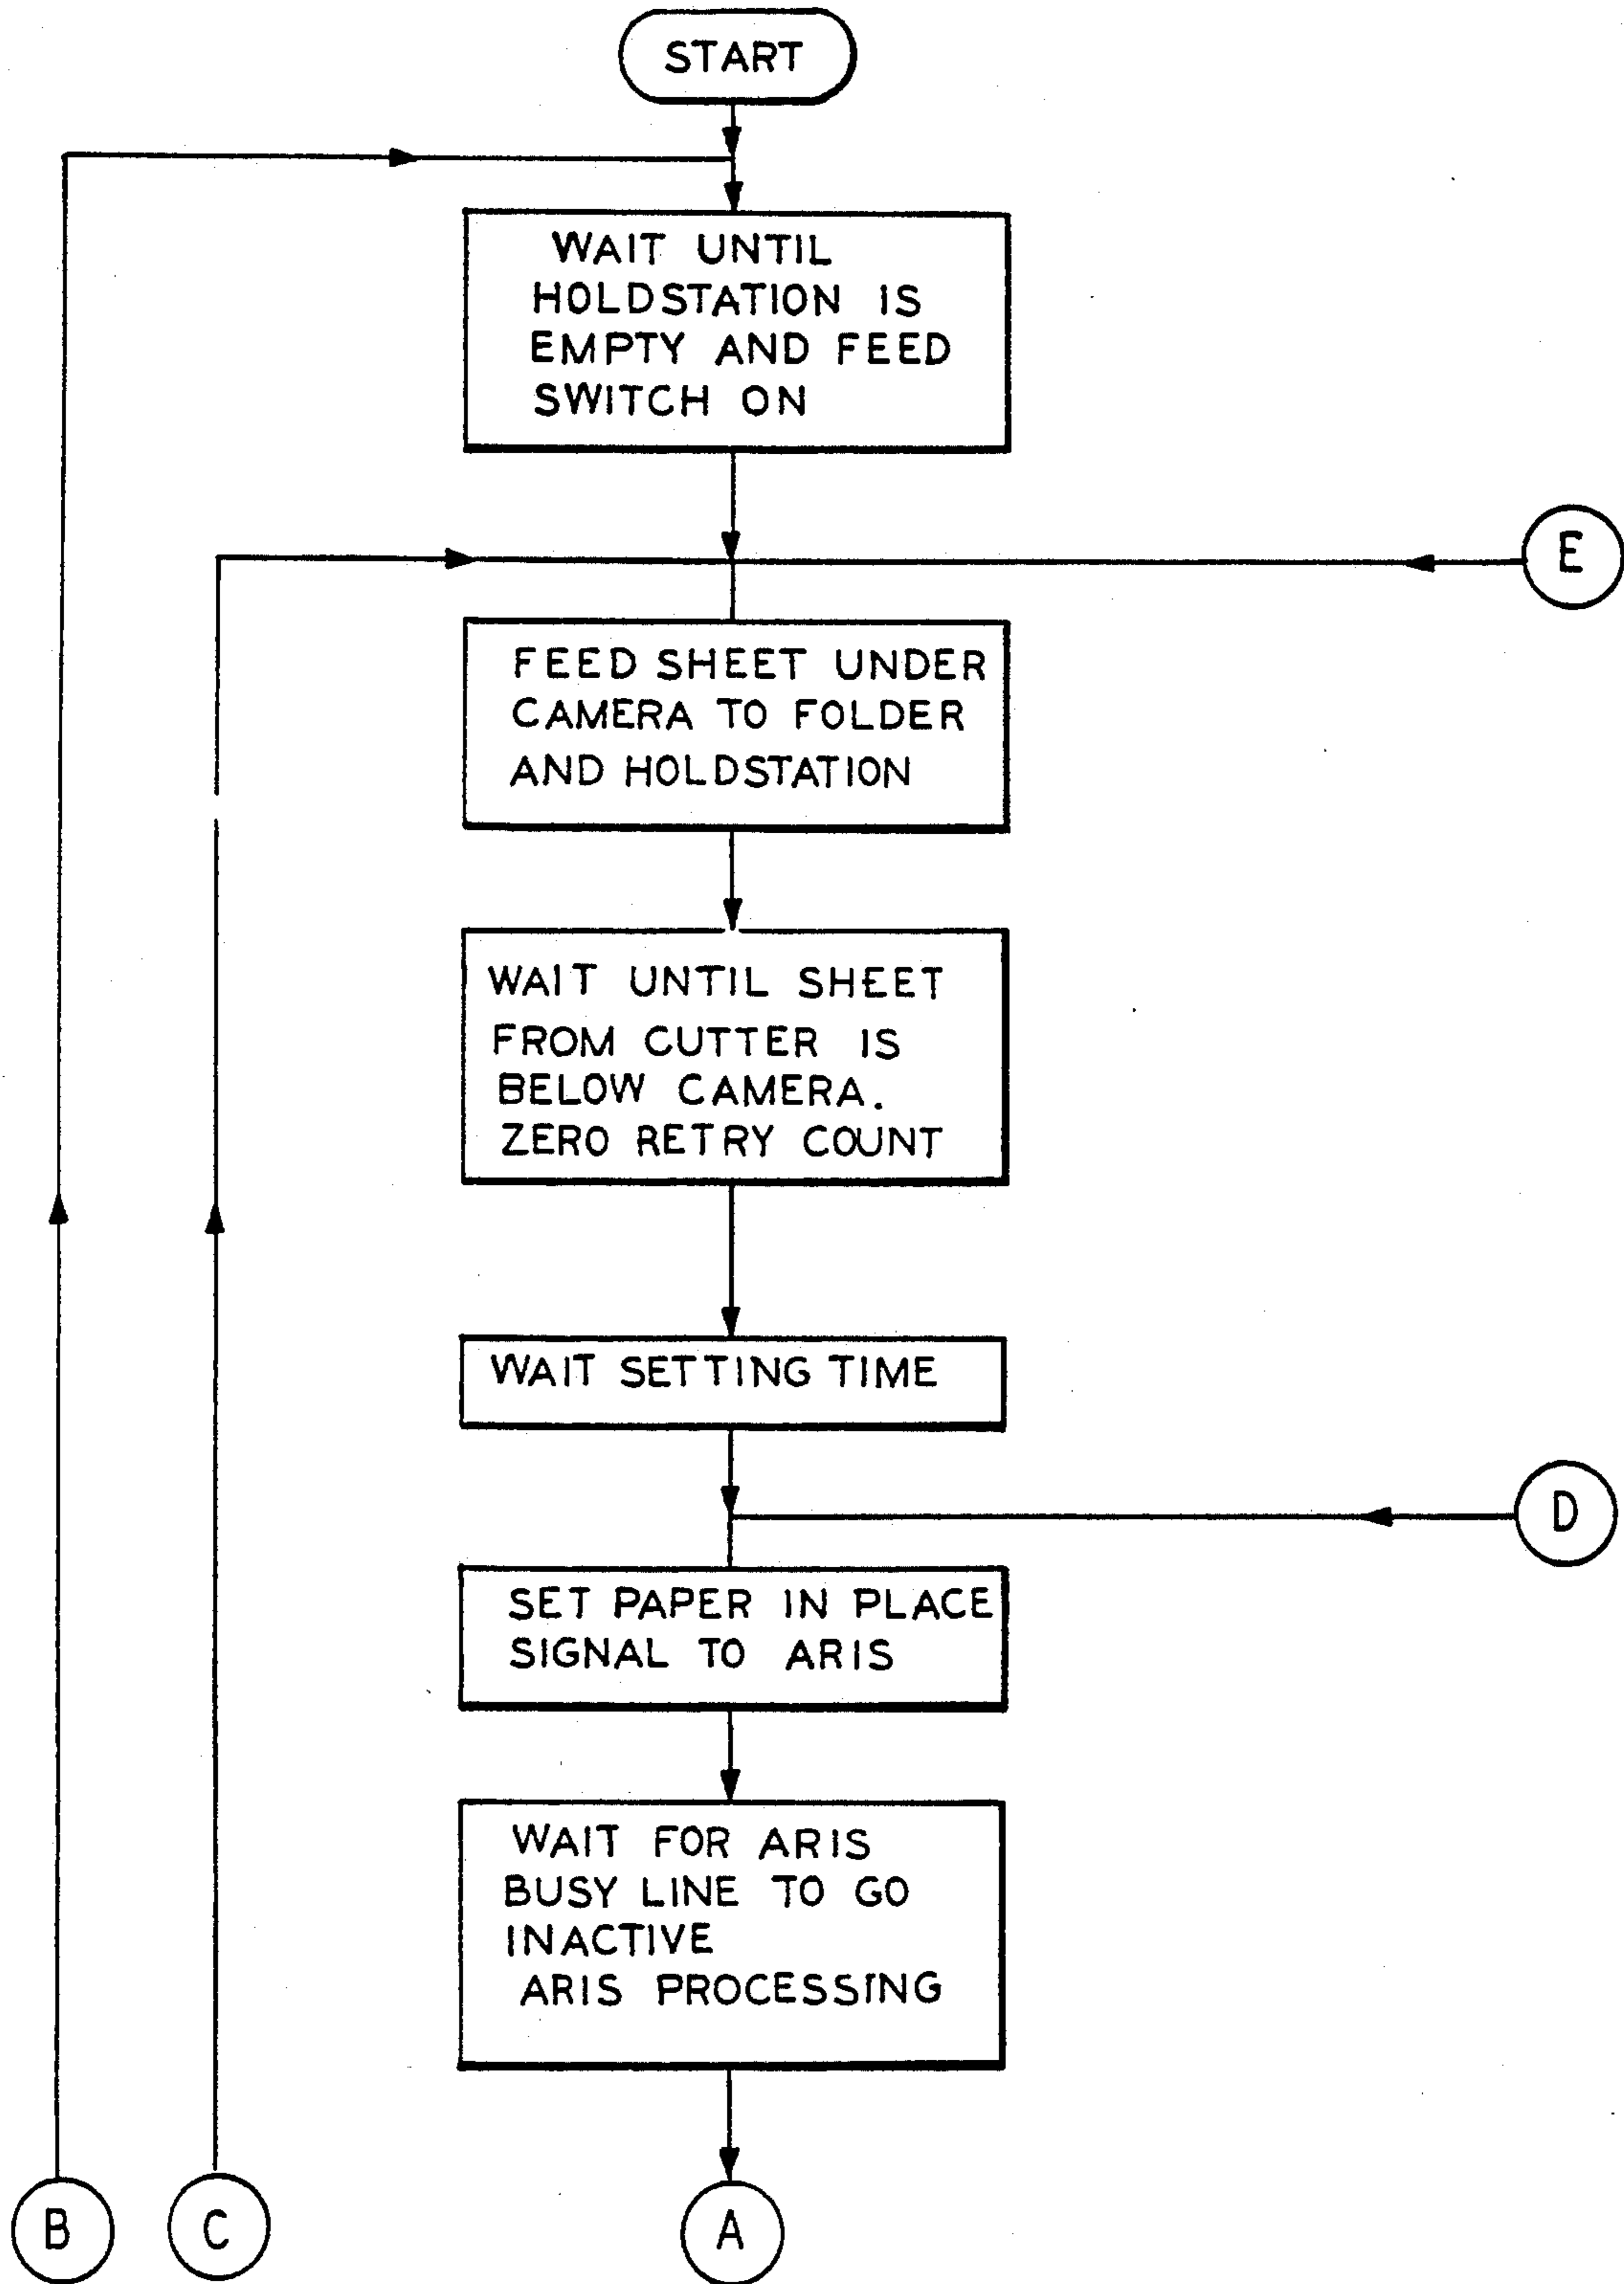 START
WAIT UNTIL
HOLDSTATION IS
EMPTY AND FEED
SWITCH ON
E
FEED SHEET UNDER
CAMERA TO FOLDER
AND HOLDSTATION
WAIT UNTIL SHEET
FROM CUTTER IS
BELOW CAMERA.
ZERO RETRY COUNT
WAIT SETTING TIME
D
SET PAPER IN PLACE
SIGNAL TO ARIS
WAIT FOR ARIS
BUSY LINE TO GO
INACTIVE
ARIS PROCESSING
B
C
A